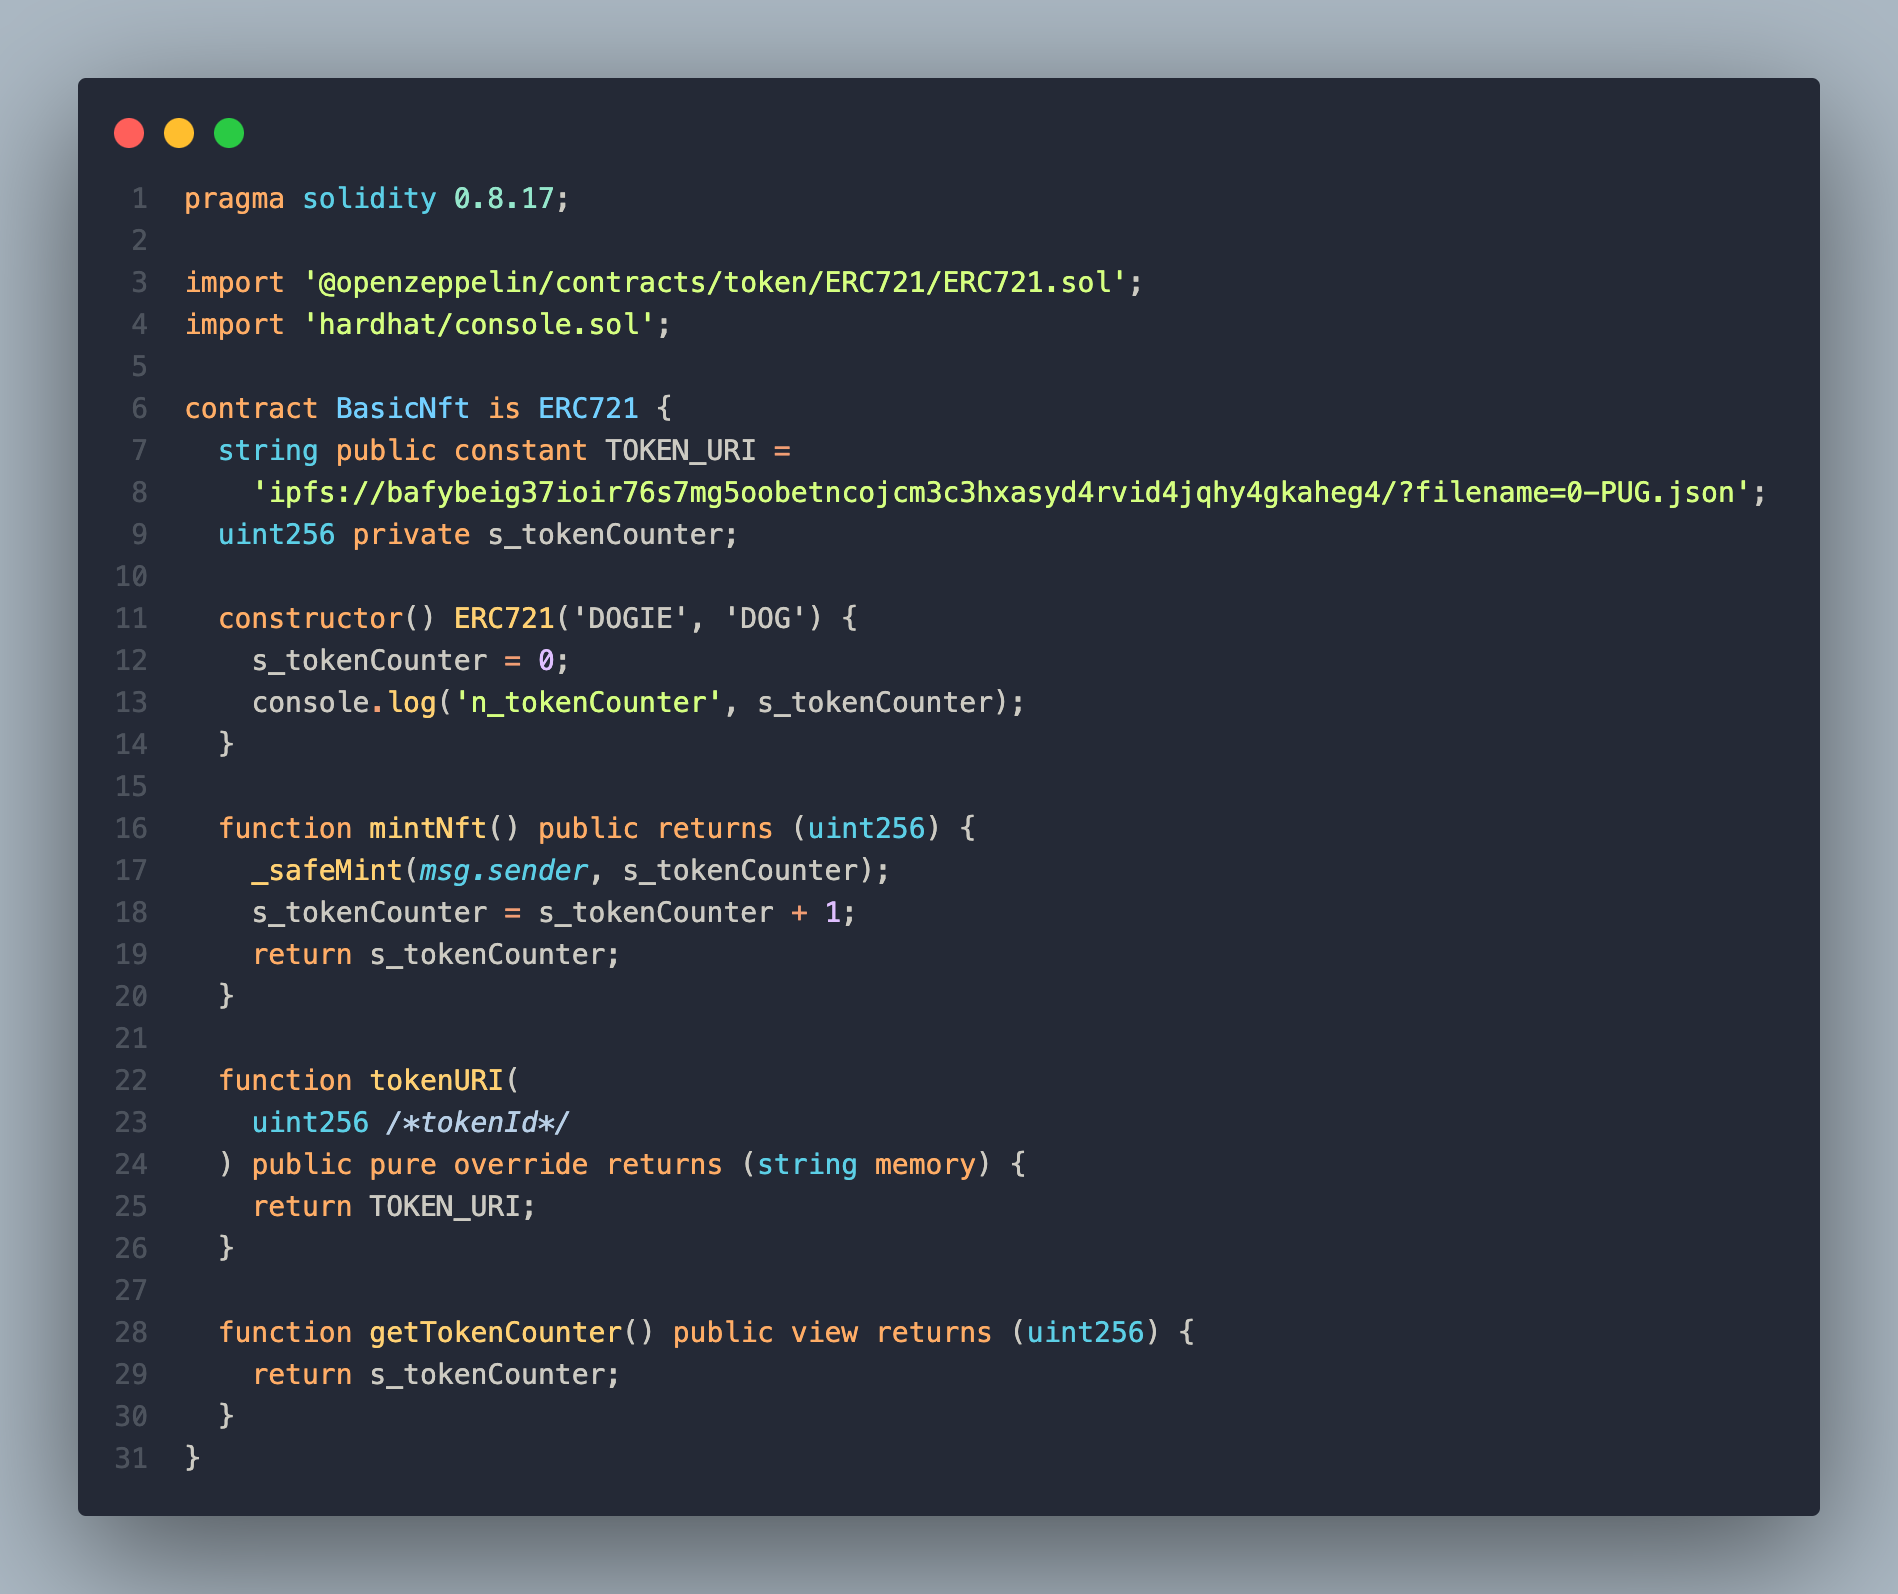 1 pragma solidity 0.8.17;
2
3 import '@openzeppelin/contracts/token/ERC721/ERC721.sol';
4 import 'hardhat/console.sol';
5
6 contract BasicNft is ERC721 {
7   string public constant TOKEN_URI =
8     'ipfs://bafybeig37ioir76s7mg5oobetncojcm3c3hxasyd4rvid4jqhy4gkaheg4/?filename=0-PUG.json';
9   uint256 private s_tokenCounter;
10
11   constructor() ERC721('DOGIE', 'DOG') {
12     s_tokenCounter = 0;
13     console.log('n_tokenCounter', s_tokenCounter);
14   }
15
16   function mintNft() public returns (uint256) {
17     _safeMint(msg.sender, s_tokenCounter);
18     s_tokenCounter = s_tokenCounter + 1;
19     return s_tokenCounter;
20   }
21
22   function tokenURI(
23     uint256 /*tokenId*/
24   ) public pure override returns (string memory) {
25     return TOKEN_URI;
26   }
27
28   function getTokenCounter() public view returns (uint256) {
29     return s_tokenCounter;
30   }
31 }